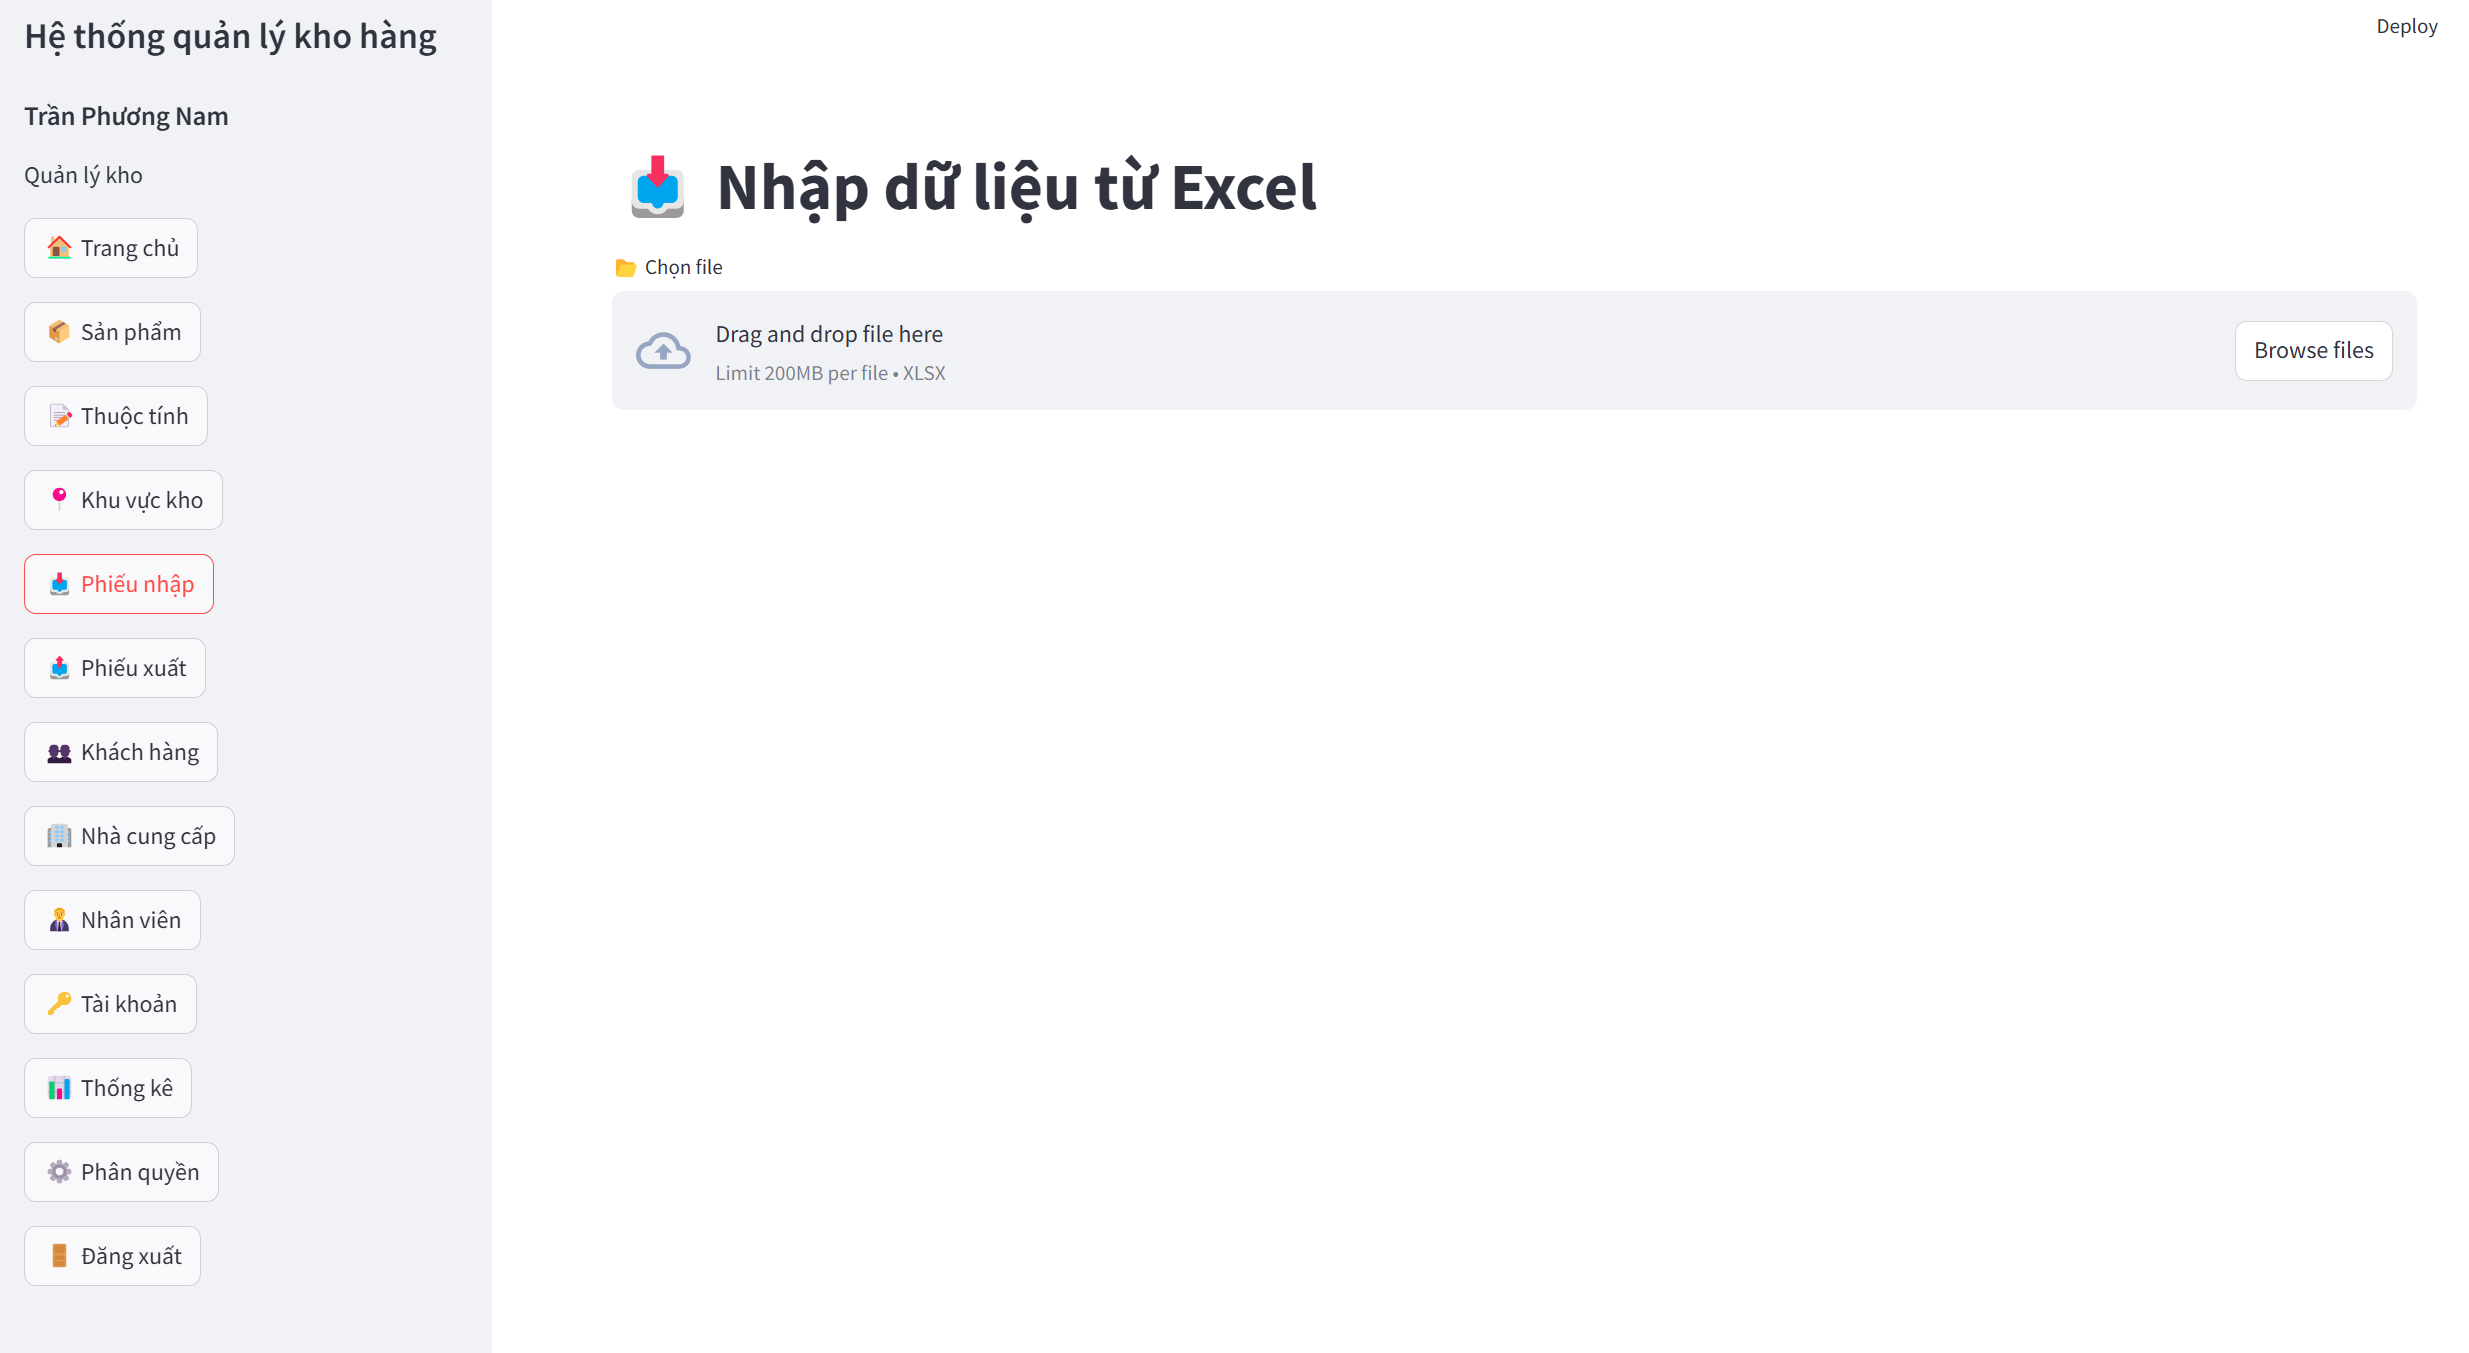 Hệ thống quản lý kho hàng
Trần Phương Nam
Quản lý kho
Trang chủ
Sản phẩm
Thuộc tính
Khu vực kho
Phiếu nhập
Phiếu xuất
Khách hàng
Nhà cung cấp
Nhân viên
Tài khoản
Thống kê
Phân quyền
Đăng xuất
Deploy
Nhập dữ liệu từ Excel
Chọn file
Drag and drop file here
Limit 200MB per file • XLSX
Browse files